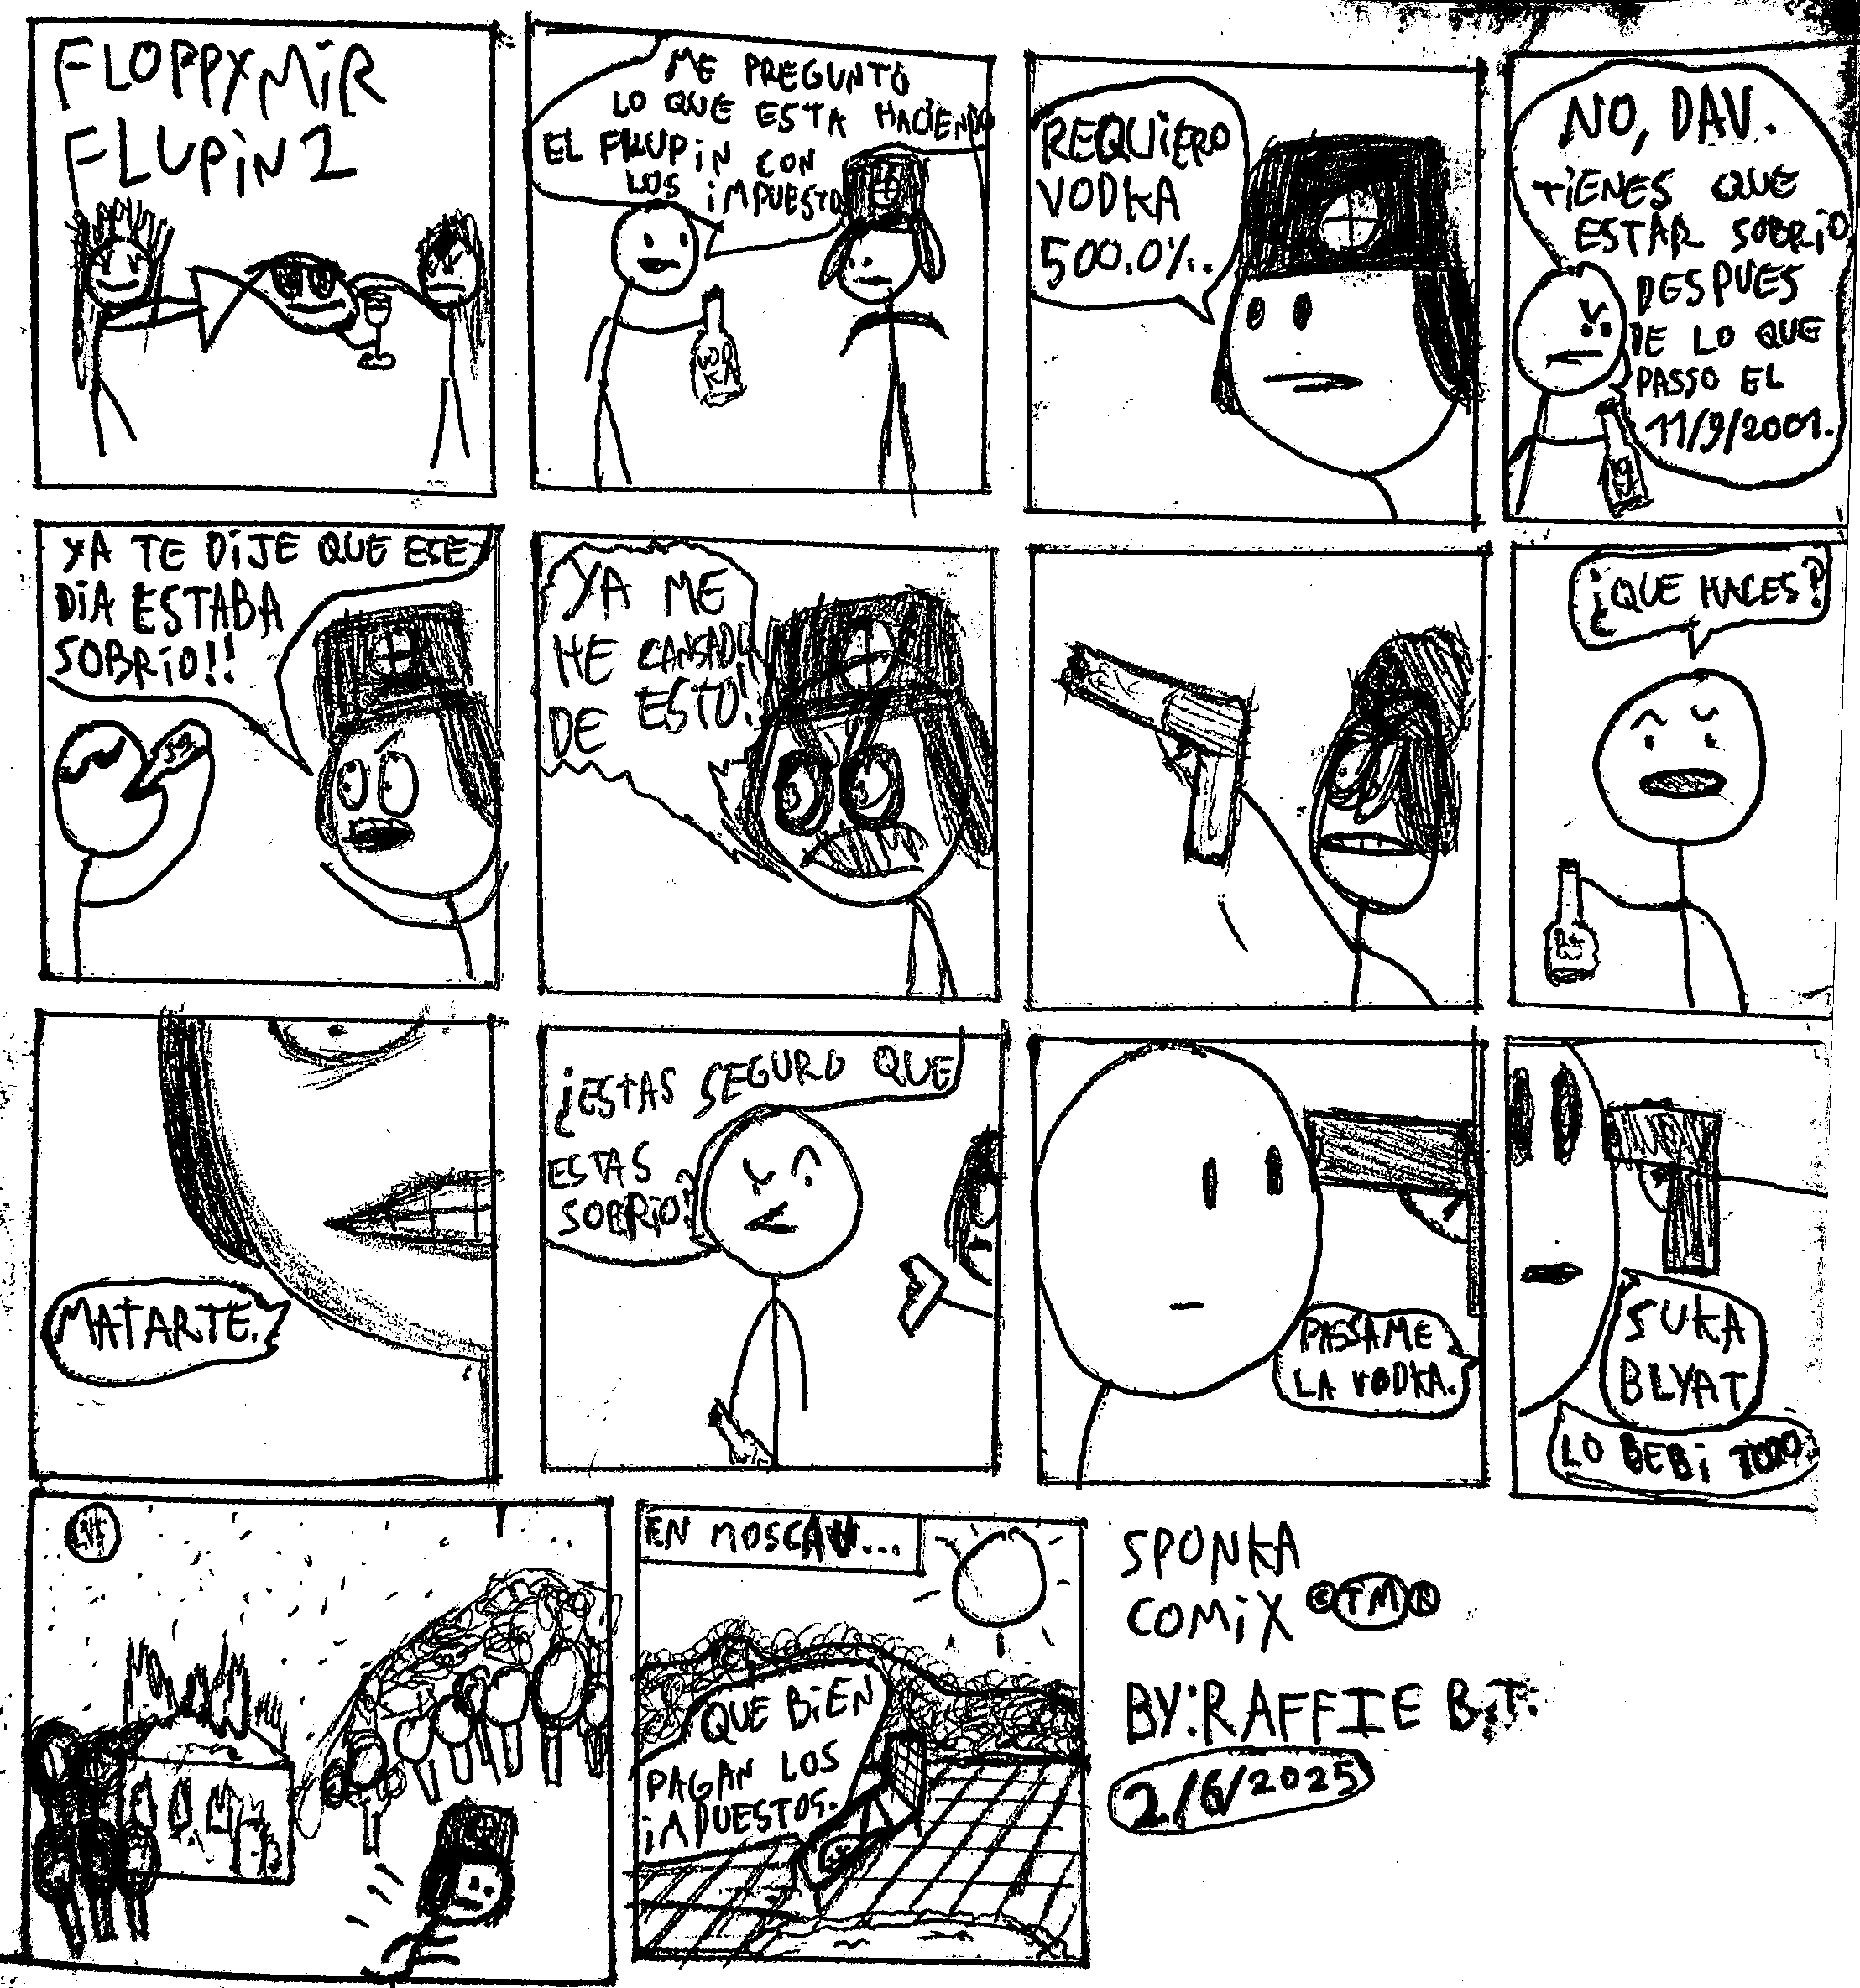 FLOPPYMiR
FLUPiN 2
ME PREGUNTO
LO QUE ESTA HACiENDO
EL FLUPiN CON
LOS iMPUESTO
VODKA
REQUiERO
VODKA
500.0%.
NO, DAV.
TiENES QUE
ESTAR SOBRiO
DESPUES
DE LO QUE
PASSO EL
11/9/2001.
YA TE DiJE QUE ESE
DiA ESTABA
SOBRiO!!
YA ME
HE CANSADO
DE ESTO!!
¿QUE HACES?
MATARTE.
¿ESTAS SEGURO QUE
ESTAS
SOBRiO?
PASSAME
LA VODKA.
SUKA
BLYAT
LO BEBi TODO.
EN MOSCAU...
QUE BiEN
PAGAN LOS
iMPUESTOS.
SPONKA
COMiX © TM ®
BY: RAFFIE B.T.
2/6/2025